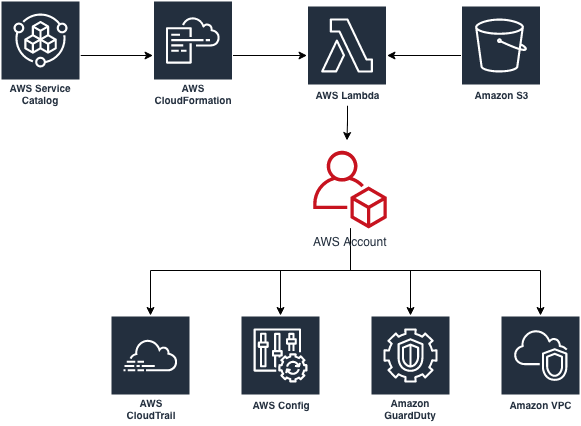 AWS Service
Catalog
AWS
CloudFormation
AWS Lambda
Amazon S3
AWS Account
AWS
CloudTrail
AWS Config
Amazon
GuardDuty
Amazon VPC